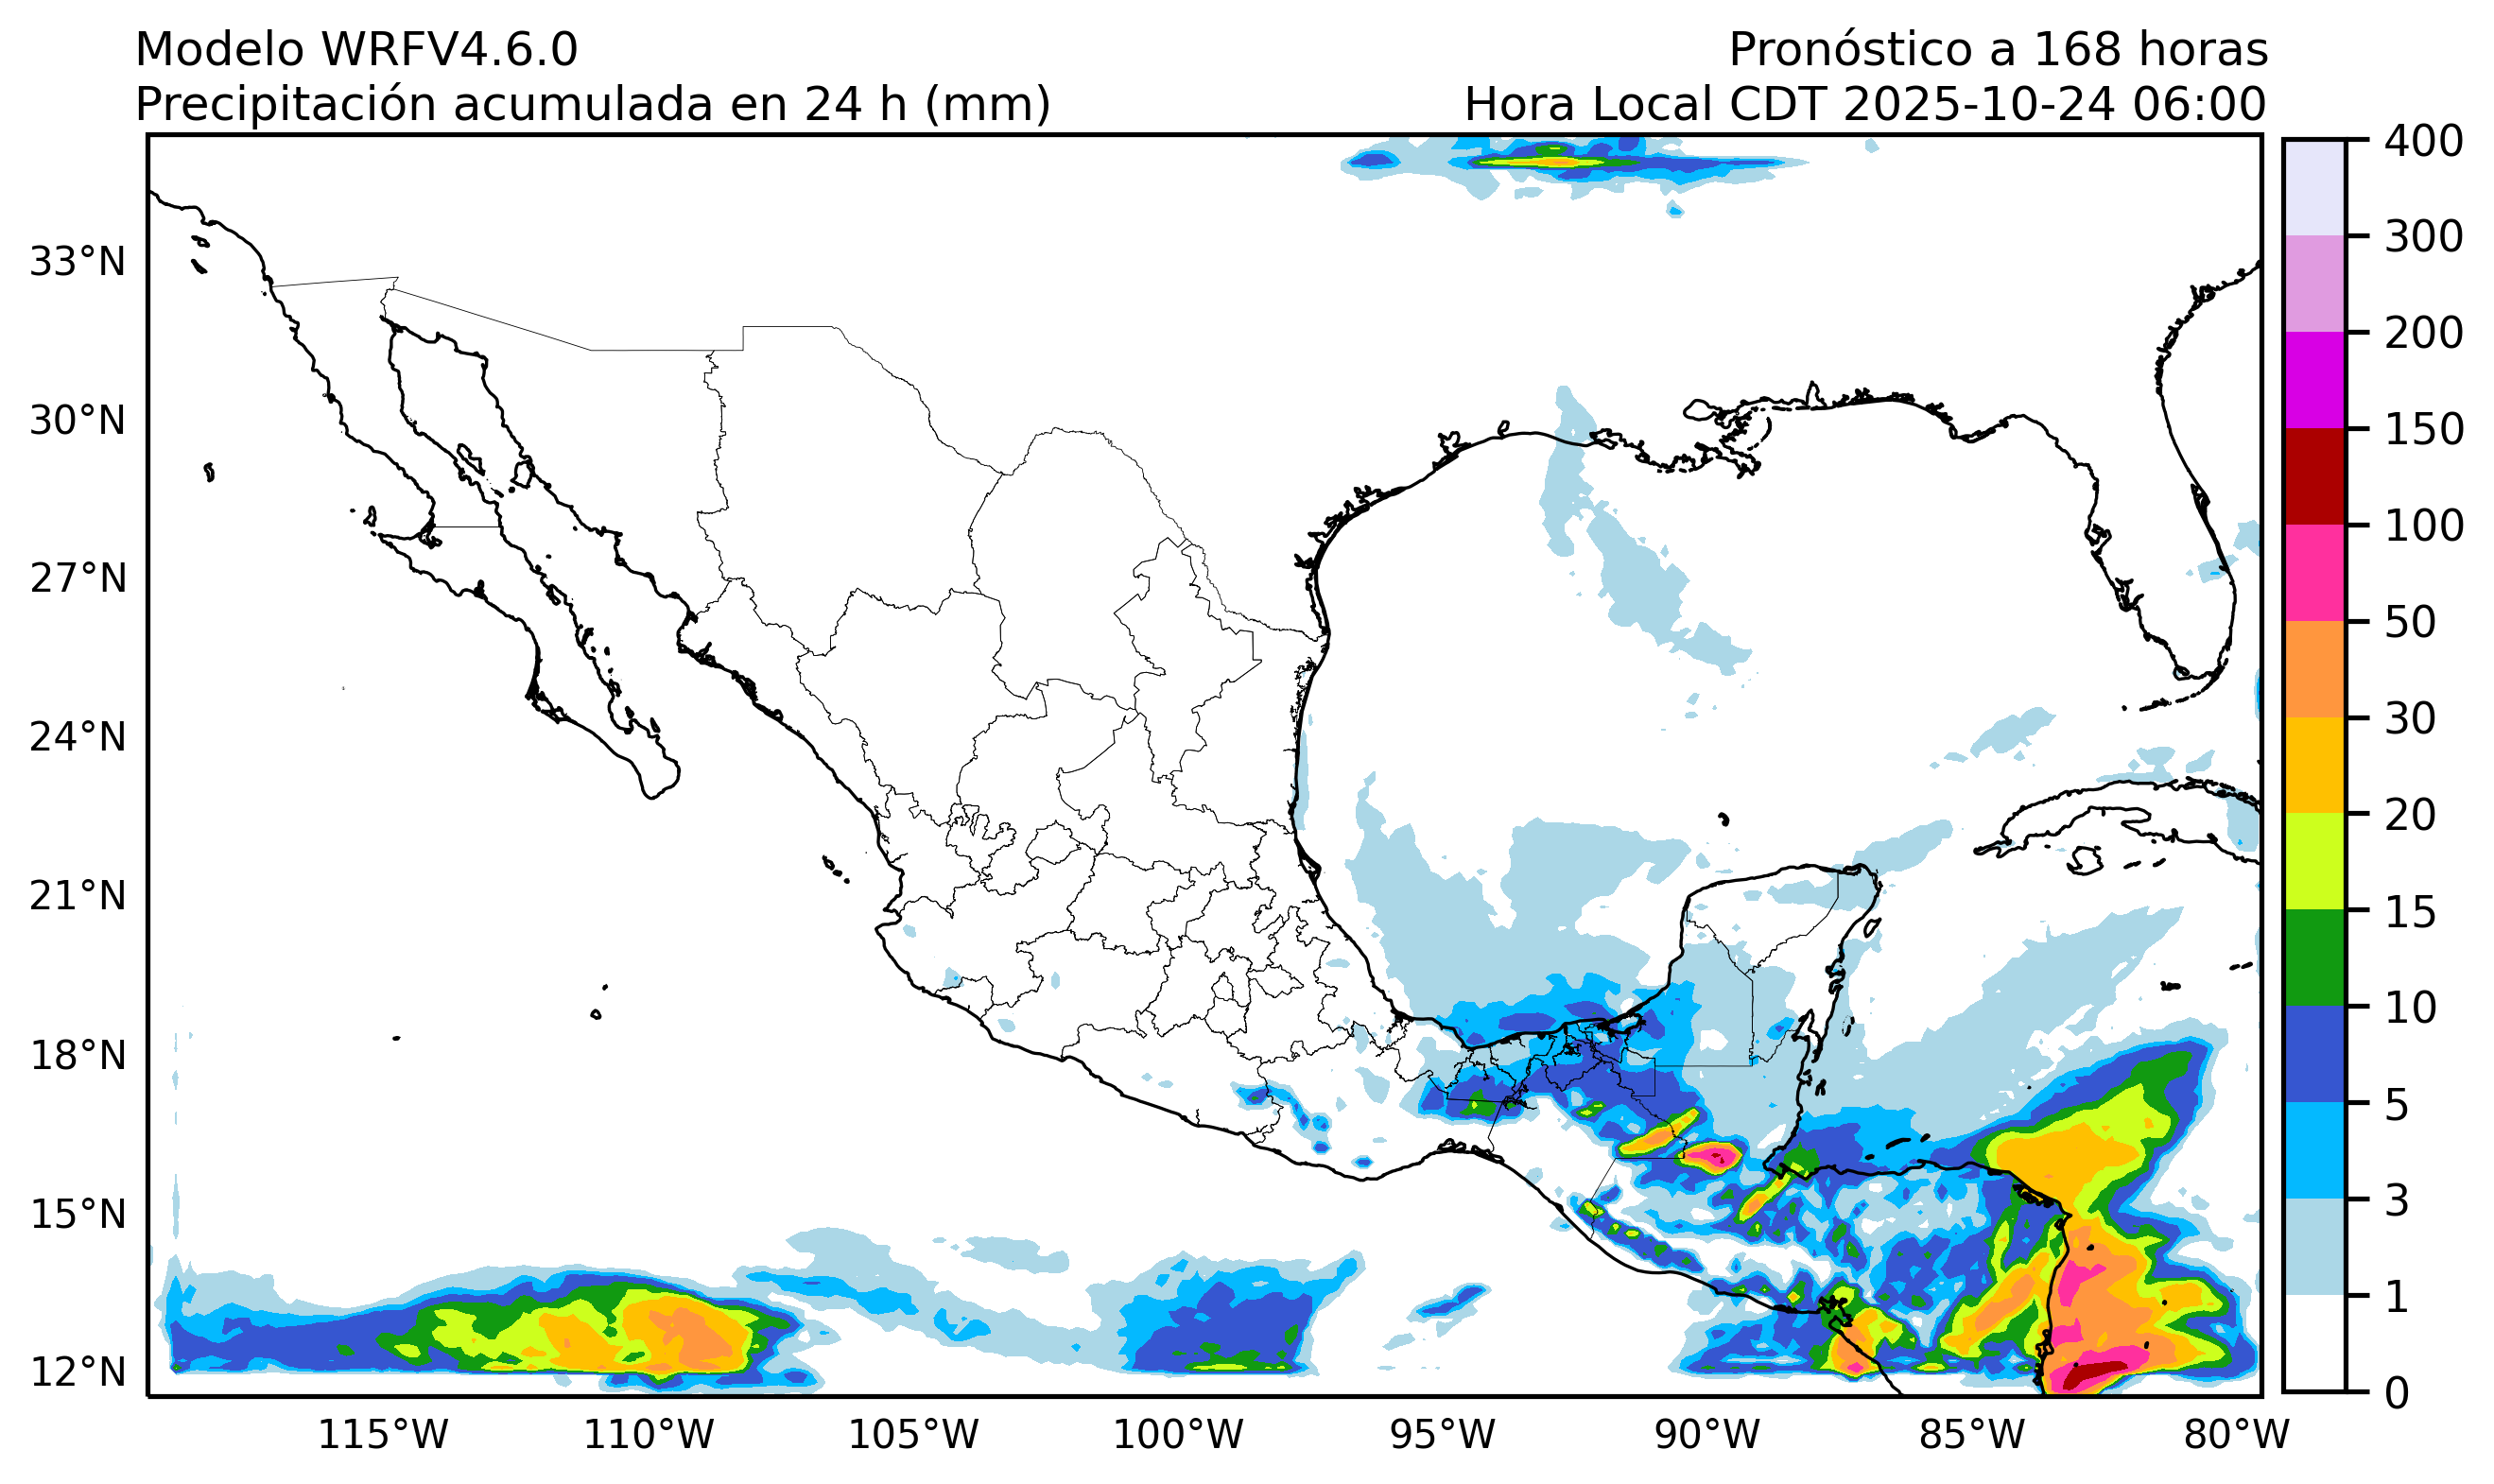 Modelo WRFV4.6.0
Pronóstico a 168 horas
Precipitación acumulada en 24 h (mm)
Hora Local CDT 2025-10-24 06:00
33°N
30°N
27°N
24°N
21°N
18°N
15°N
12°N
115°W
110°W
105°W
100°W
95°W
90°W
85°W
80°W
400
300
200
150
100
50
30
20
15
10
5
3
1
0